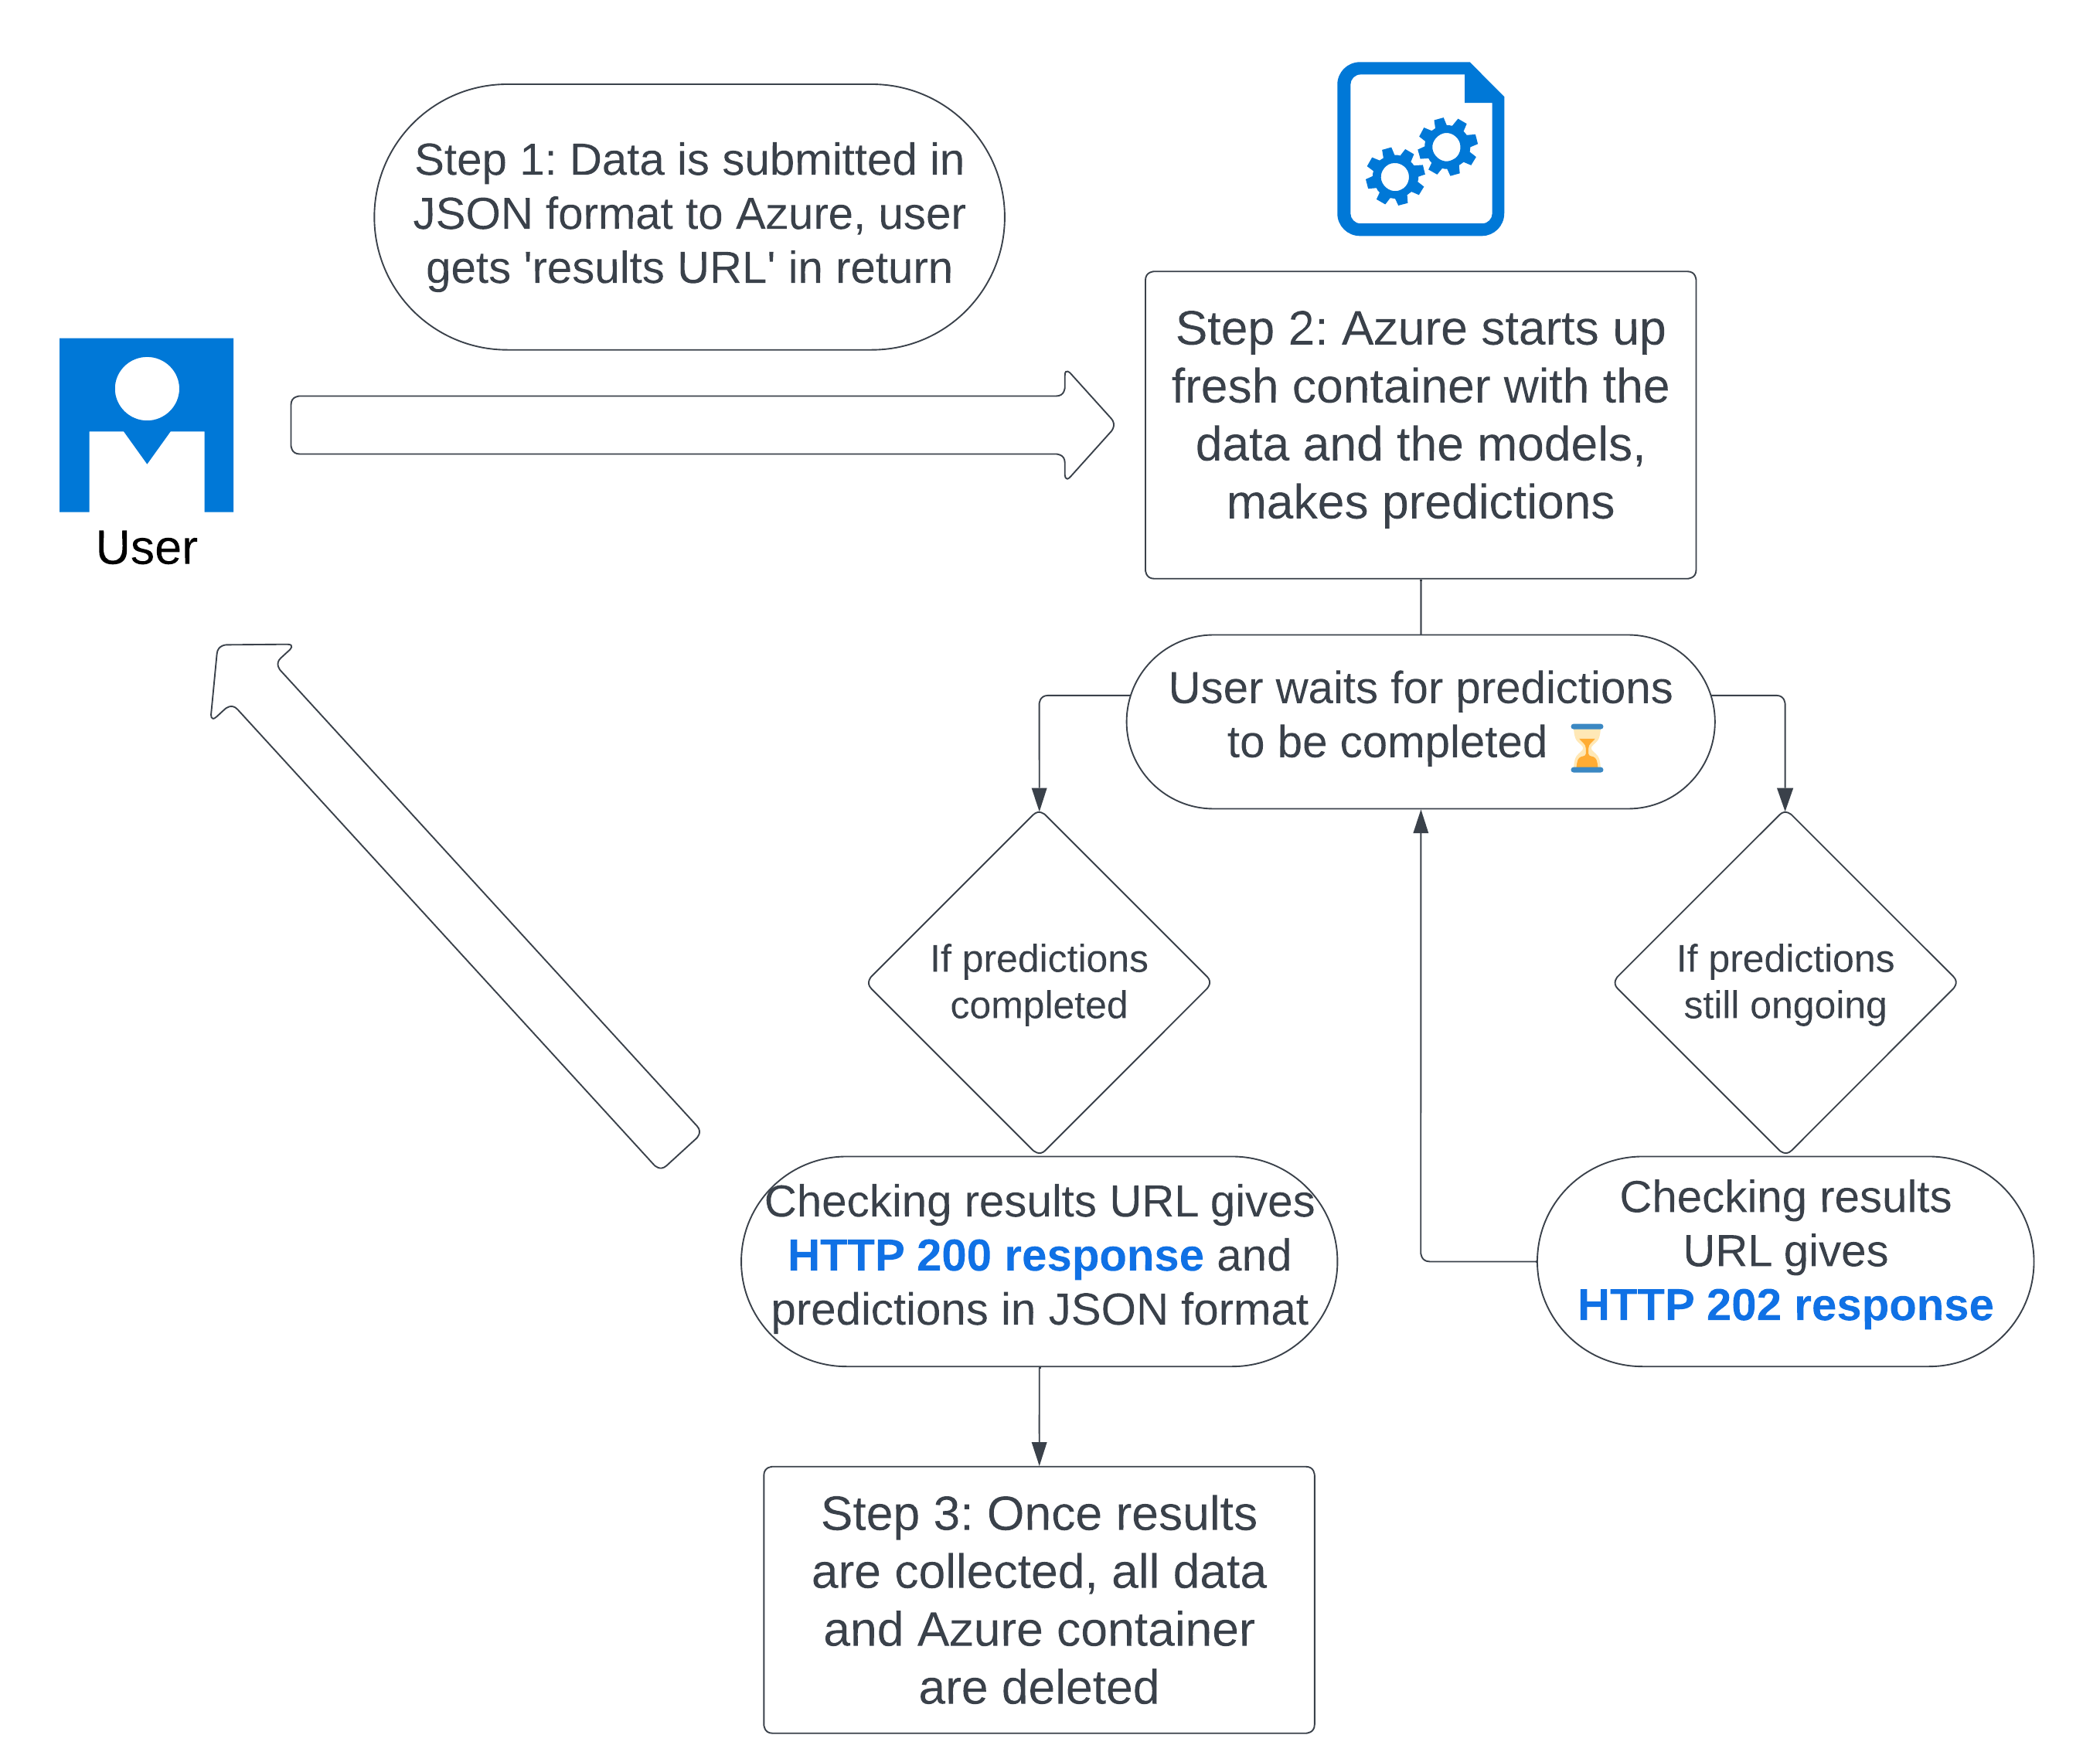 Step 1: Data is submitted in
JSON format to Azure, user
gets 'results URL' in return
User
Step 2: Azure starts up
fresh container with the
data and the models,
makes predictions
User waits for predictions
to be completed ⏳
If predictions
completed
If predictions
still ongoing
Checking results URL gives
HTTP 200 response and
predictions in JSON format
Checking results
URL gives
HTTP 202 response
Step 3: Once results
are collected, all data
and Azure container
are deleted